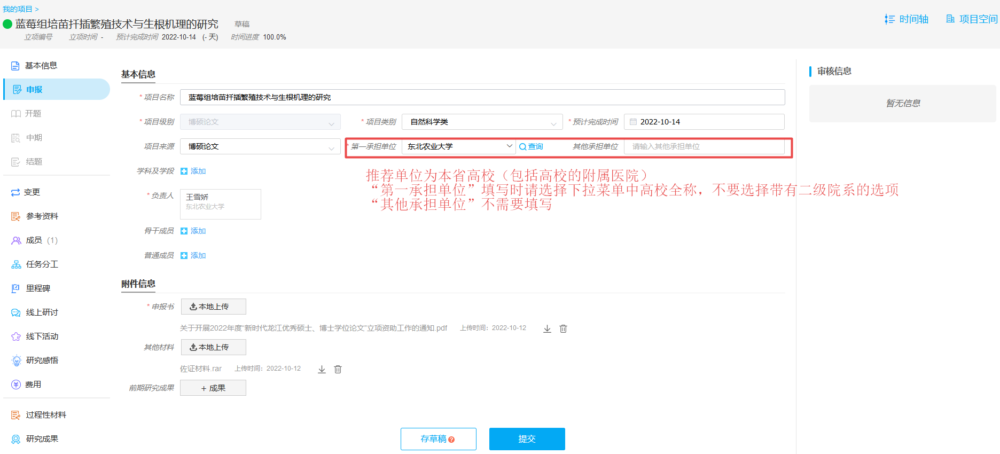 我的项目 >
蓝莓组培苗扦插繁殖技术与生根机理的研究 草稿
立项编号 立项时间 - 预计完成时间 2022-10-14 (- 天) 时间进度 100.0%
时间轴 项目空间
基本信息
申报
开题
中期
结题
变更
参考资料
成员 (1)
任务分工
里程碑
线上研讨
线下活动
研究感悟
费用
过程性材料
研究成果
基本信息
* 项目名称 蓝莓组培苗扦插繁殖技术与生根机理的研究
* 项目级别 博硕论文 * 项目类别 自然科学类 * 预计完成时间 2022-10-14
项目来源 博硕论文 * 第一承担单位 东北农业大学 查询 其他承担单位 请输入其他承担单位
学科及学段 添加
推荐单位为本省高校（包括高校的附属医院）
“第一承担单位”填写时请选择下拉菜单中高校全称，不要选择带有二级院系的选项
“其他承担单位”不需要填写
* 负责人 王雪娇
东北农业大学
骨干成员 添加
普通成员 添加
附件信息
* 申报书 本地上传
关于开展2022年度“新时代龙江优秀硕士、博士学位论文”立项资助工作的通知.pdf 上传时间：2022-10-12
其他材料 本地上传
佐证材料.rar 上传时间：2022-10-12
前期研究成果 + 成果
存草稿 ? 提交
审核信息
暂无信息